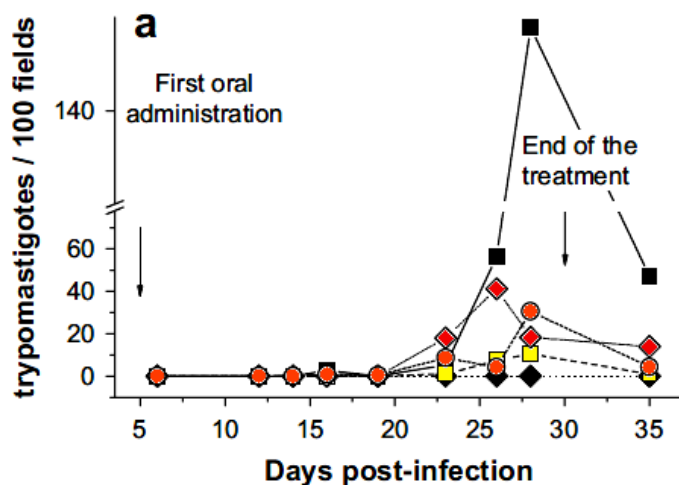 a
First oral
administration
140
End of the
treatment
60
40
20
0
trypomastigotes / 100 fields
5 10 15 20 25 30 35
Days post-infection